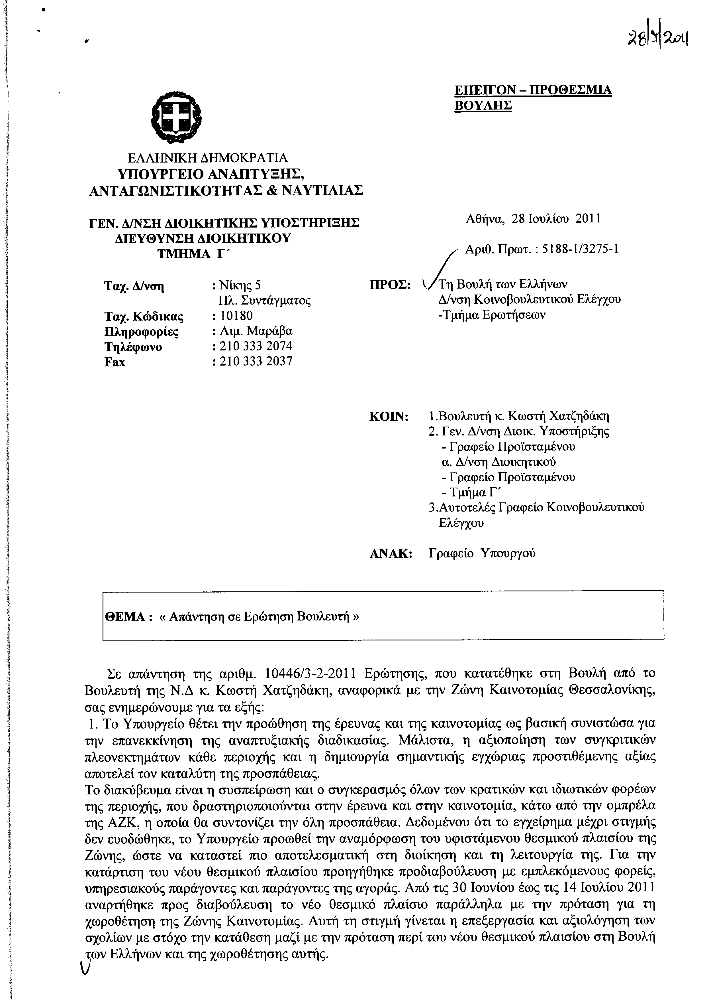 28/7/2011
ΕΠΕΙΓΟΝ – ΠΡΟΘΕΣΜΙΑ
ΒΟΥΛΗΣ
ΕΛΛΗΝΙΚΗ ΔΗΜΟΚΡΑΤΙΑ
ΥΠΟΥΡΓΕΙΟ ΑΝΑΠΤΥΞΗΣ,
ΑΝΤΑΓΩΝΙΣΤΙΚΟΤΗΤΑΣ & ΝΑΥΤΙΛΙΑΣ
ΓΕΝ. Δ/ΝΣΗ ΔΙΟΙΚΗΤΙΚΗΣ ΥΠΟΣΤΗΡΙΞΗΣ
ΔΙΕΥΘΥΝΣΗ ΔΙΟΙΚΗΤΙΚΟΥ
ΤΜΗΜΑ Γ΄
Αθήνα, 28 Ιουλίου 2011
Αριθ. Πρωτ. : 5188-1/3275-1
Ταχ. Δ/νση : Νίκης 5
Πλ. Συντάγματος
Ταχ. Κώδικας : 10180
Πληροφορίες : Αιμ. Μαράβα
Τηλέφωνο : 210 333 2074
Fax : 210 333 2037
ΠΡΟΣ: Τη Βουλή των Ελλήνων
Δ/νση Κοινοβουλευτικού Ελέγχου
-Τμήμα Ερωτήσεων
ΚΟΙΝ: 1.Βουλευτή κ. Κωστή Χατζηδάκη
2. Γεν. Δ/νση Διοικ. Υποστήριξης
- Γραφείο Προϊσταμένου
α. Δ/νση Διοικητικού
- Γραφείο Προϊσταμένου
- Τμήμα Γ΄
3.Αυτοτελές Γραφείο Κοινοβουλευτικού
Ελέγχου
ΑΝΑΚ: Γραφείο Υπουργού
ΘΕΜΑ : « Απάντηση σε Ερώτηση Βουλευτή »
Σε απάντηση της αριθμ. 10446/3-2-2011 Ερώτησης, που κατατέθηκε στη Βουλή από το
Βουλευτή της Ν.Δ κ. Κωστή Χατζηδάκη, αναφορικά με την Ζώνη Καινοτομίας Θεσσαλονίκης,
σας ενημερώνουμε για τα εξής:
1. Το Υπουργείο θέτει την προώθηση της έρευνας και της καινοτομίας ως βασική συνιστώσα για
την επανεκκίνηση της αναπτυξιακής διαδικασίας. Μάλιστα, η αξιοποίηση των συγκριτικών
πλεονεκτημάτων κάθε περιοχής και η δημιουργία σημαντικής εγχώριας προστιθέμενης αξίας
αποτελεί τον καταλύτη της προσπάθειας.
Το διακύβευμα είναι η συσπείρωση και ο συγκερασμός όλων των κρατικών και ιδιωτικών φορέων
της περιοχής, που δραστηριοποιούνται στην έρευνα και στην καινοτομία, κάτω από την ομπρέλα
της ΑΖΚ, η οποία θα συντονίζει την όλη προσπάθεια. Δεδομένου ότι το εγχείρημα μέχρι στιγμής
δεν ευοδώθηκε, το Υπουργείο προωθεί την αναμόρφωση του υφιστάμενου θεσμικού πλαισίου της
Ζώνης, ώστε να καταστεί πιο αποτελεσματική στη διοίκηση και τη λειτουργία της. Για την
κατάρτιση του νέου θεσμικού πλαισίου προηγήθηκε προδιαβούλευση με εμπλεκόμενους φορείς,
υπηρεσιακούς παράγοντες και παράγοντες της αγοράς. Από τις 30 Ιουνίου έως τις 14 Ιουλίου 2011
αναρτήθηκε προς διαβούλευση το νέο θεσμικό πλαίσιο παράλληλα με την πρόταση για τη
χωροθέτηση της Ζώνης Καινοτομίας. Αυτή τη στιγμή γίνεται η επεξεργασία και αξιολόγηση των
σχολίων με στόχο την κατάθεση μαζί με την πρόταση περί του νέου θεσμικού πλαισίου στη Βουλή
των Ελλήνων και της χωροθέτησης αυτής.